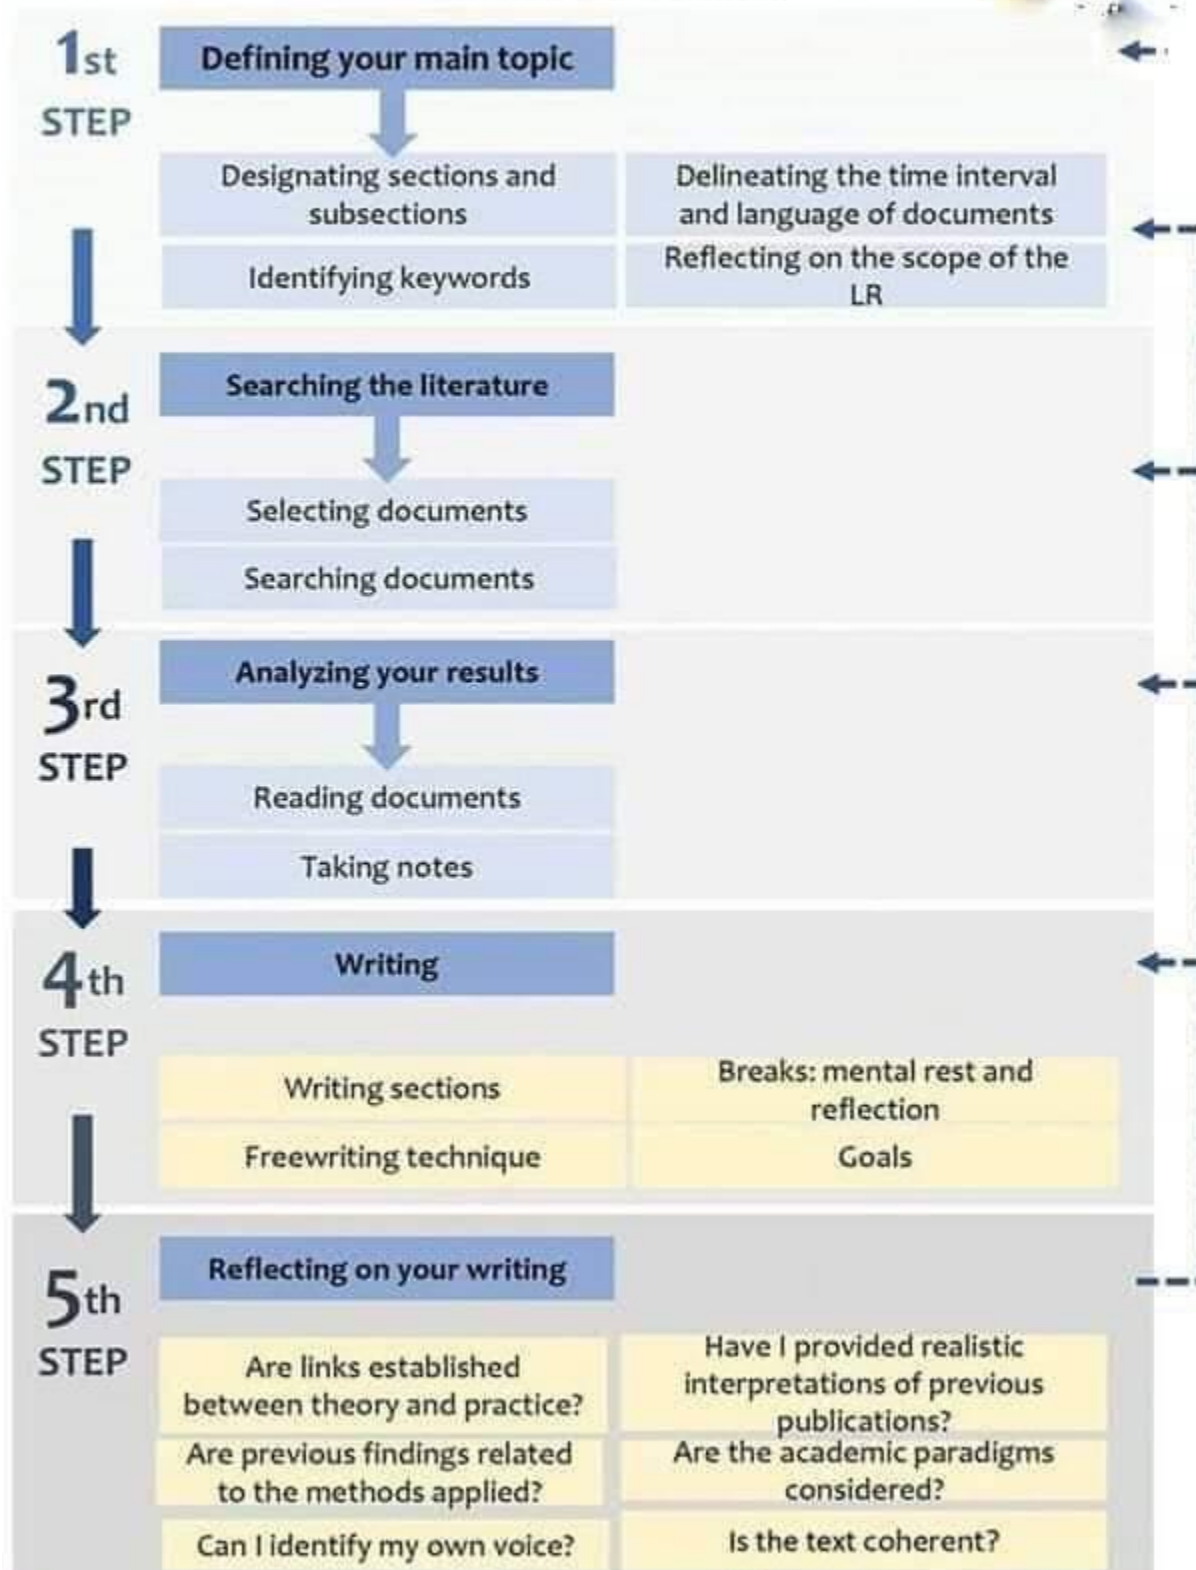 1st
STEP
Defining your main topic
Designating sections and
subsections
Delineating the time interval
and language of documents
Identifying keywords
Reflecting on the scope of the
LR
2nd
STEP
Searching the literature
Selecting documents
Searching documents
3rd
STEP
Analyzing your results
Reading documents
Taking notes
4th
STEP
Writing
Writing sections
Breaks: mental rest and
reflection
Freewriting technique
Goals
5th
STEP
Reflecting on your writing
Are links established
between theory and practice?
Have I provided realistic
interpretations of previous
publications?
Are previous findings related
to the methods applied?
Are the academic paradigms
considered?
Can I identify my own voice?
Is the text coherent?